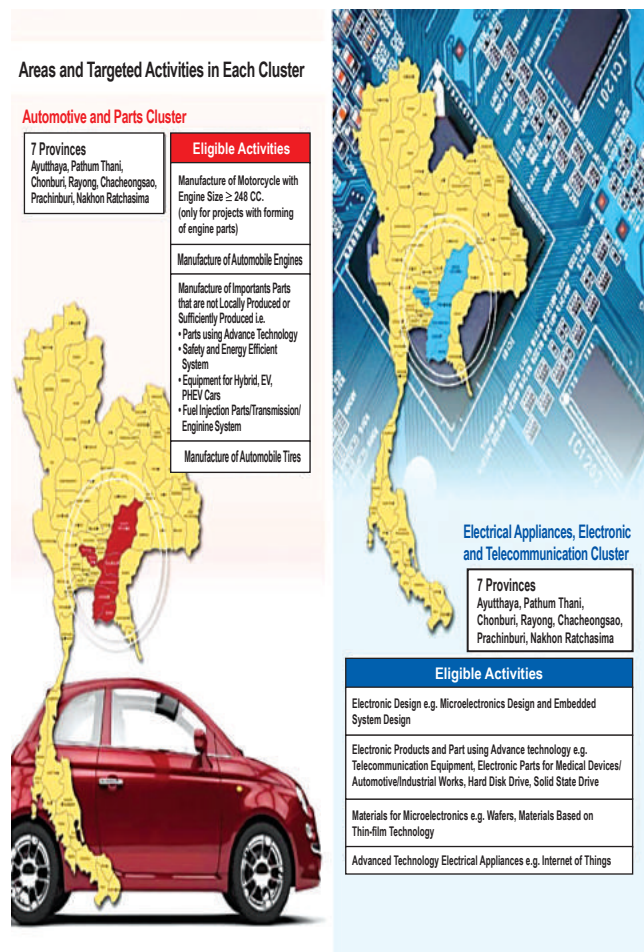 Areas and Targeted Activities in Each Cluster
Automotive and Parts Cluster
7 Provinces
Ayutthaya, Pathum Thani,
Chonburi, Rayong, Chacheongsao,
Prachinburi, Nakhon Ratchasima
Eligible Activities
Manufacture of Motorcycle with
Engine Size ≥ 248 CC.
(only for projects with forming
of engine parts)
Manufacture of Automobile Engines
Manufacture of Importants Parts
that are not Locally Produced or
Sufficiently Produced i.e.
• Parts using Advance Technology
• Safety and Energy Efficient
System
• Equipment for Hybrid, EV,
PHEV Cars
• Fuel Injection Parts/Transmission/
Enginine System
Manufacture of Automobile Tires
TC1201
TC1202
Electrical Appliances, Electronic
and Telecommunication Cluster
7 Provinces
Ayutthaya, Pathum Thani,
Chonburi, Rayong, Chacheongsao,
Prachinburi, Nakhon Ratchasima
Eligible Activities
Electronic Design e.g. Microelectronics Design and Embedded
System Design
Electronic Products and Part using Advance technology e.g.
Telecommunication Equipment, Electronic Parts for Medical Devices/
Automotive/Industrial Works, Hard Disk Drive, Solid State Drive
Materials for Microelectronics e.g. Wafers, Materials Based on
Thin-film Technology
Advanced Technology Electrical Appliances e.g. Internet of Things